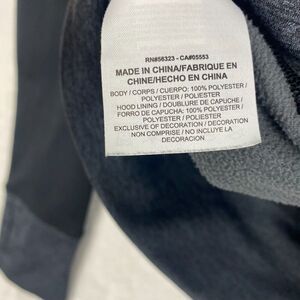 RN#56323 - CA#05553
MADE IN CHINA/FABRIQUE EN
CHINE/HECHO EN CHINA
BODY / CORPS / CUERPO: 100% POLYESTER /
POLYESTER / POLIESTER
HOOD LINING / DOUBLURE DE CAPUCHE /
FORRO DE CAPUCHA: 100% POLYESTER /
POLYESTER / POLIESTER
EXCLUSIVE OF DECORATION / DECORATION
NON COMPRISE / NO INCLUYE LA
DECORACION